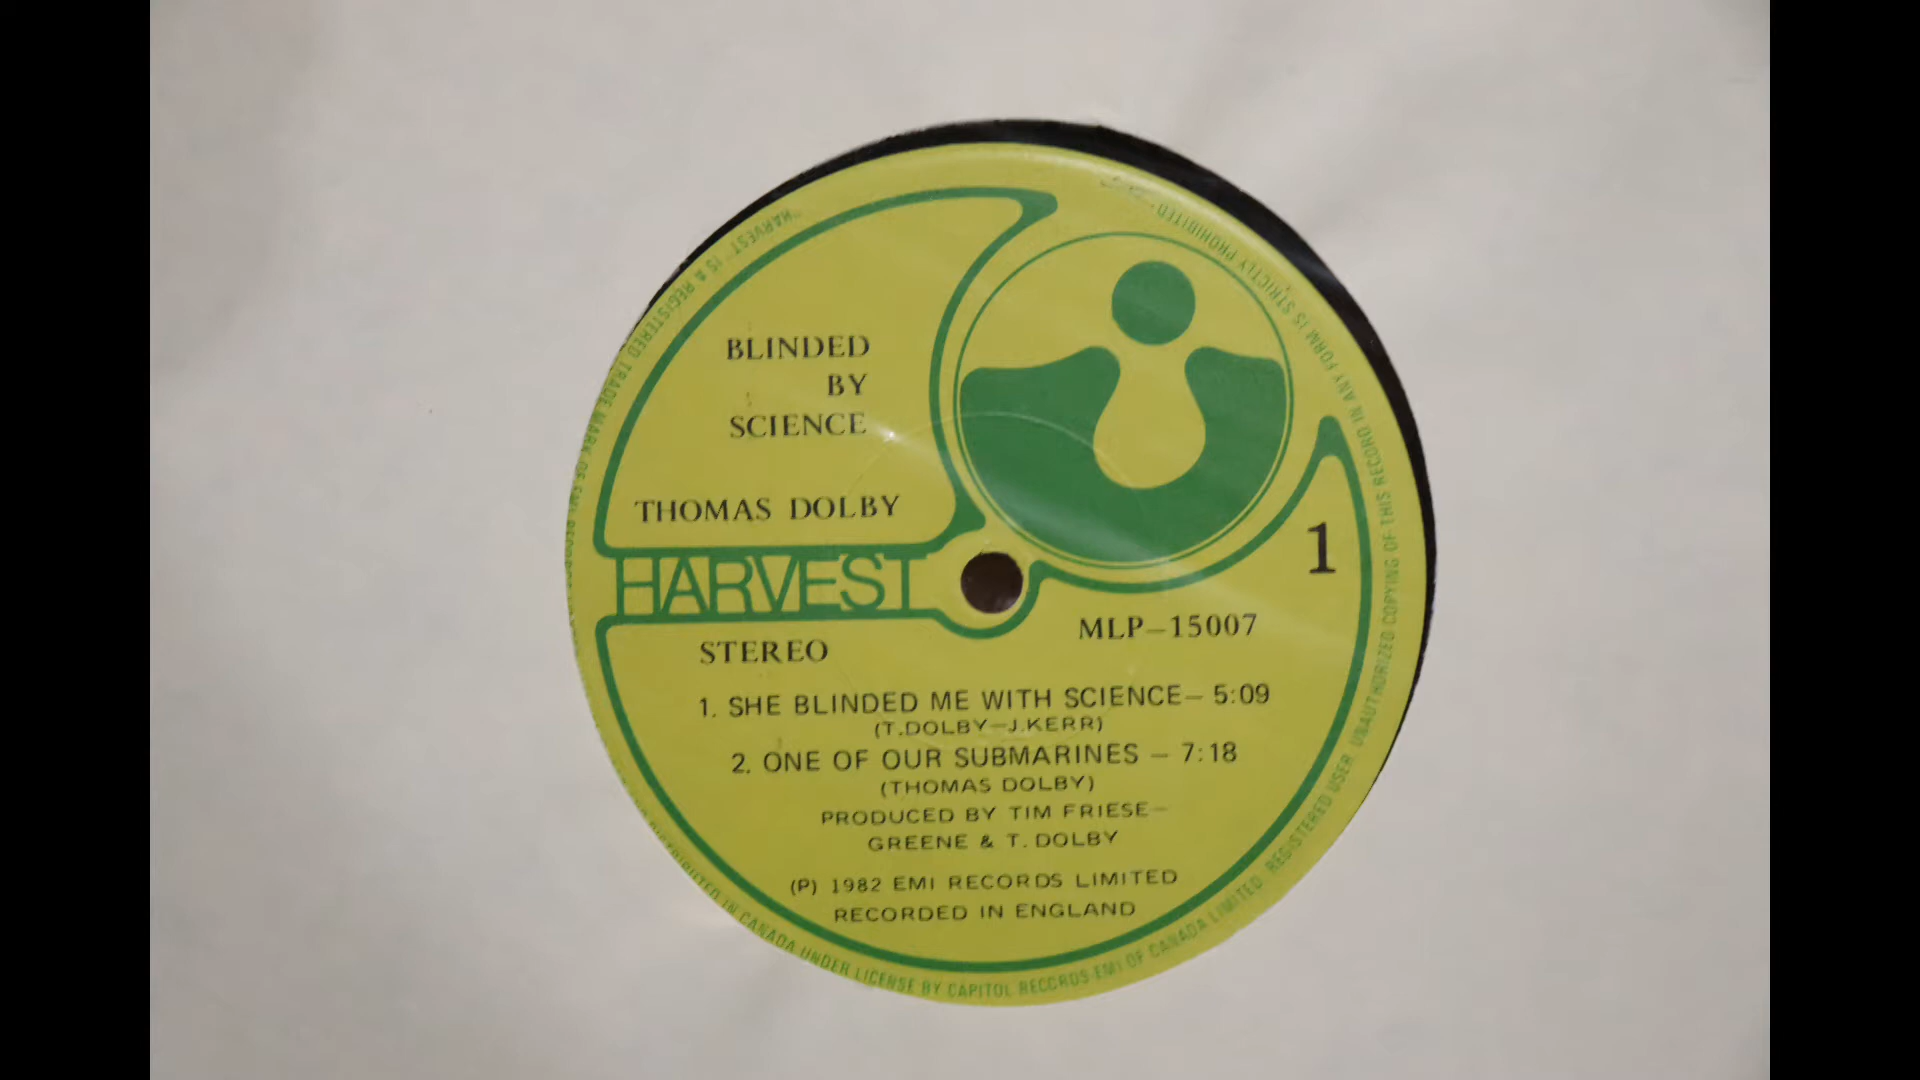 BLINDED
BY
SCIENCE
THOMAS DOLBY
HARVEST
1
STEREO
MLP-15007
1. SHE BLINDED ME WITH SCIENCE- 5:09
(T.DOLBY-J.KERR)
2. ONE OF OUR SUBMARINES - 7:18
(THOMAS DOLBY)
PRODUCED BY TIM FRIESE-
GREENE & T. DOLBY
(P) 1982 EMI RECORDS LIMITED
RECORDED IN ENGLAND
"HARVEST" IS A REGISTERED TRADE MARK OF EMI
DISTRIBUTED IN CANADA UNDER LICENSE BY CAPITOL RECORDS-EMI OF CANADA LIMITED. REGISTERED USER. UNAUTHORIZED COPYING OF THIS RECORD IN ANY FORM IS STRICTLY PROHIBITED.